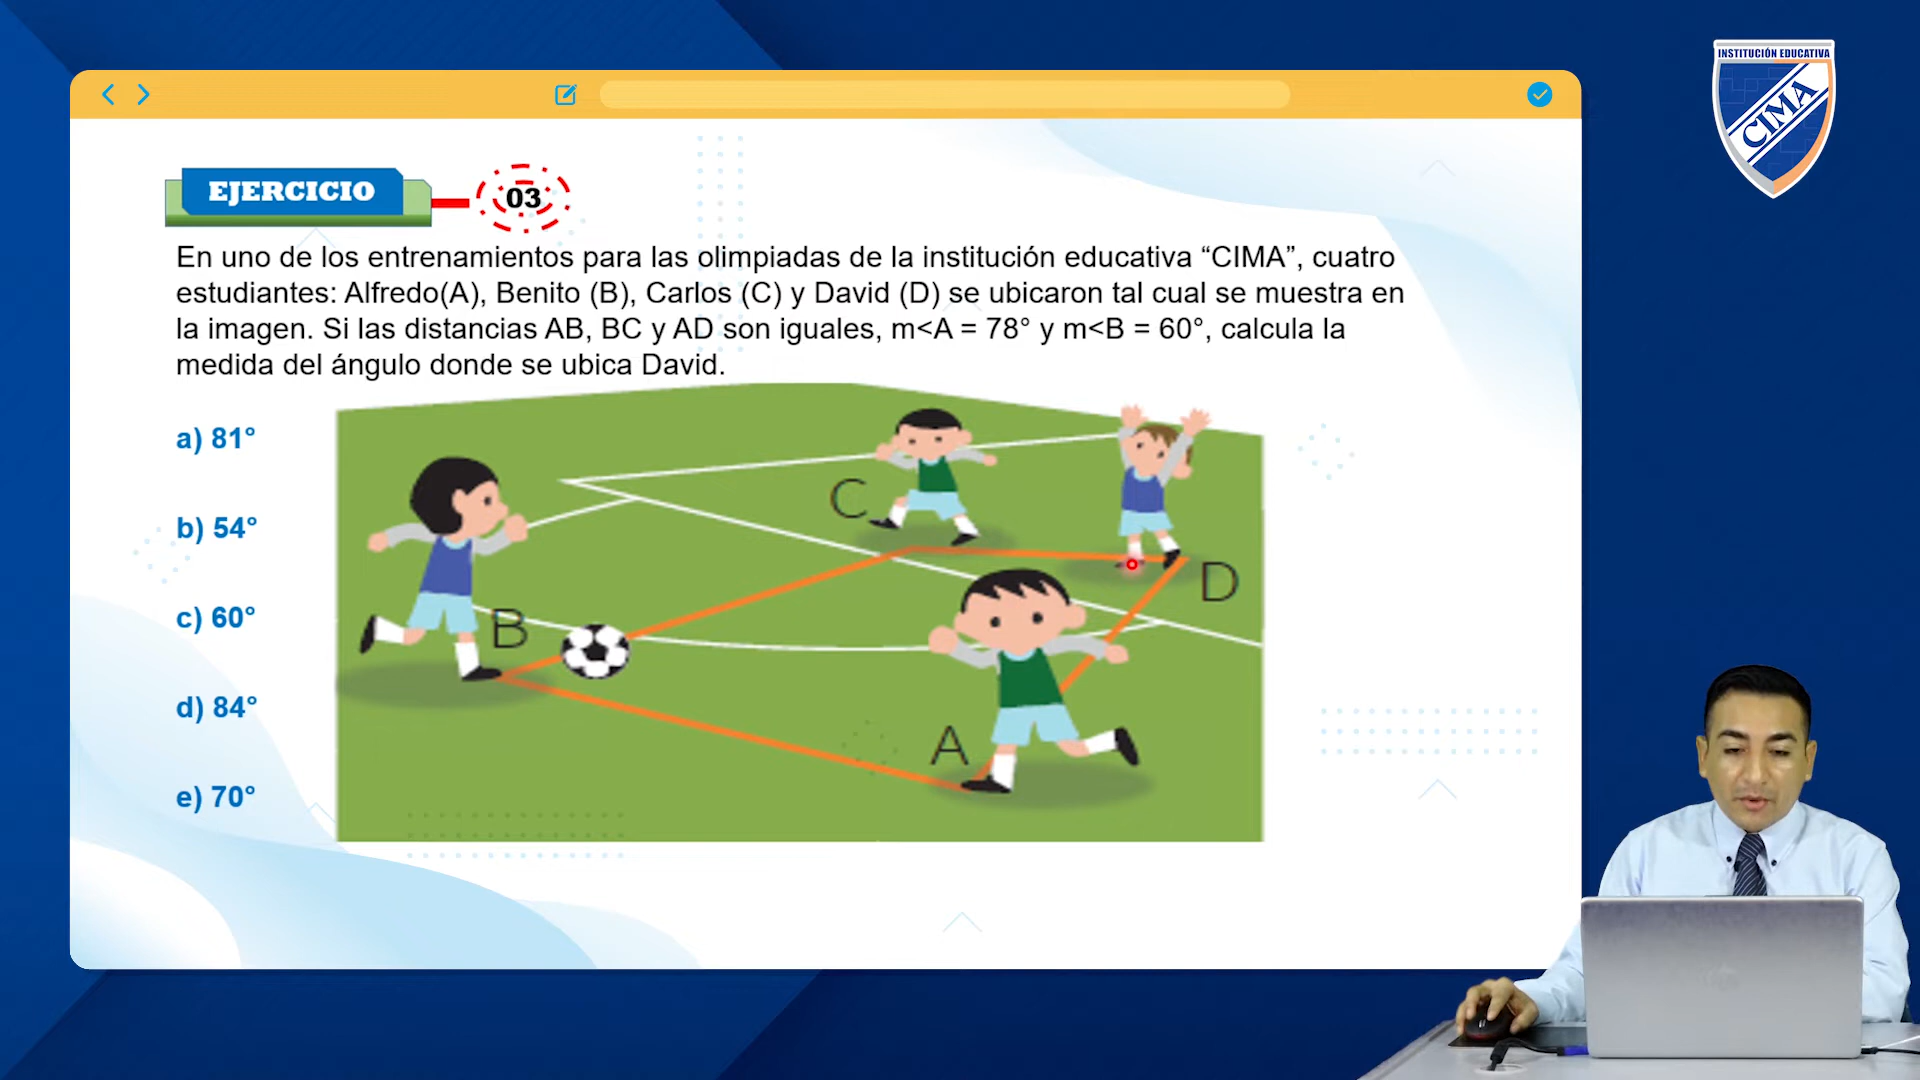 INSTITUCIÓN EDUCATIVA
CIMA
EJERCICIO
03
En uno de los entrenamientos para las olimpiadas de la institución educativa “CIMA”, cuatro
estudiantes: Alfredo(A), Benito (B), Carlos (C) y David (D) se ubicaron tal cual se muestra en
la imagen. Si las distancias AB, BC y AD son iguales, m<A = 78° y m<B = 60°, calcula la
medida del ángulo donde se ubica David.
a) 81°
b) 54°
c) 60°
d) 84°
e) 70°
C
D
B
A